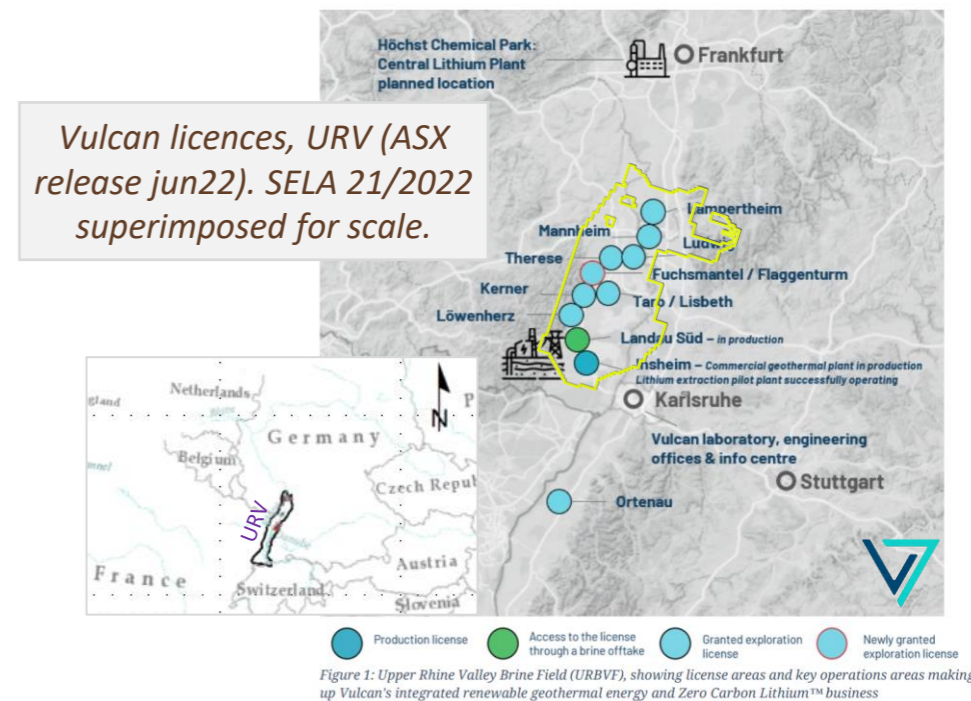 Höchst Chemical Park:
Central Lithium Plant
planned location
Frankfurt
Vulcan licences, URV (ASX
release jun22). SELA 21/2022
superimposed for scale.
Lampertheim
Mannheim
Therese
Fuchsmantel / Flaggenturm
Kerner
Taro / Lisbeth
Löwenherz
Landau Süd – in production
Insheim – Commercial geothermal plant in production
Lithium extraction pilot plant successfully operating
Karlsruhe
Vulcan laboratory, engineering
offices & info centre
Stuttgart
Ortenau
Netherlands
N
Germany
Belgium
Czech Repu
URV
France
Austria
Switzerland
Slovenia
Production license
Access to the license
through a brine offtake
Granted exploration
license
Newly granted
exploration license
Figure 1: Upper Rhine Valley Brine Field (URBVF), showing license areas and key operations areas making
up Vulcan's integrated renewable geothermal energy and Zero Carbon Lithium™ business